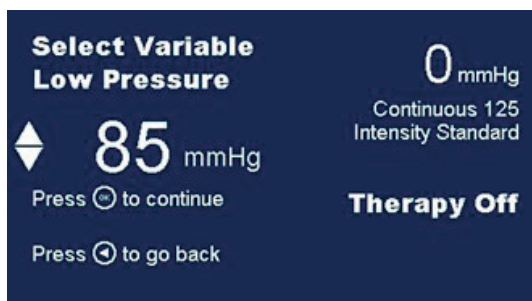 Select Variable
Low Pressure
85 mmHg
Press OK to continue
Press to go back
0 mmHg
Continuous 125
Intensity Standard
Therapy Off